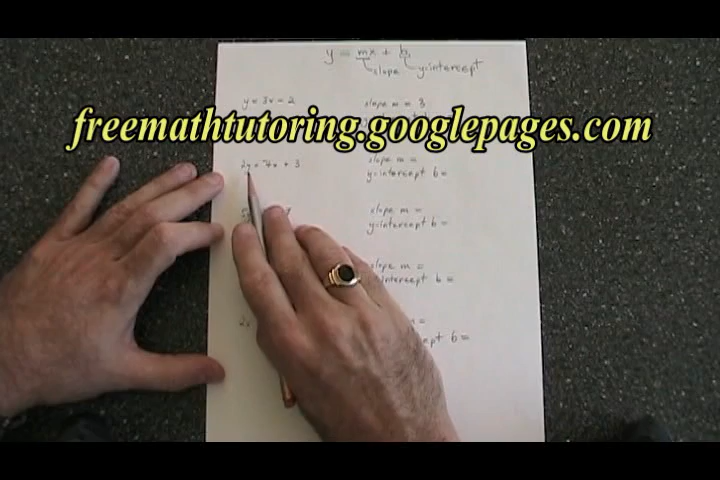 y = mx + b
slope y-intercept
y = 3x - 2 slope m = 3
freemathtutoring.googlepages.com
2y = -4x + 3 slope m =
y-intercept b =
slope m =
y-intercept b =
slope m =
intercept b =
2x m =
ept b =